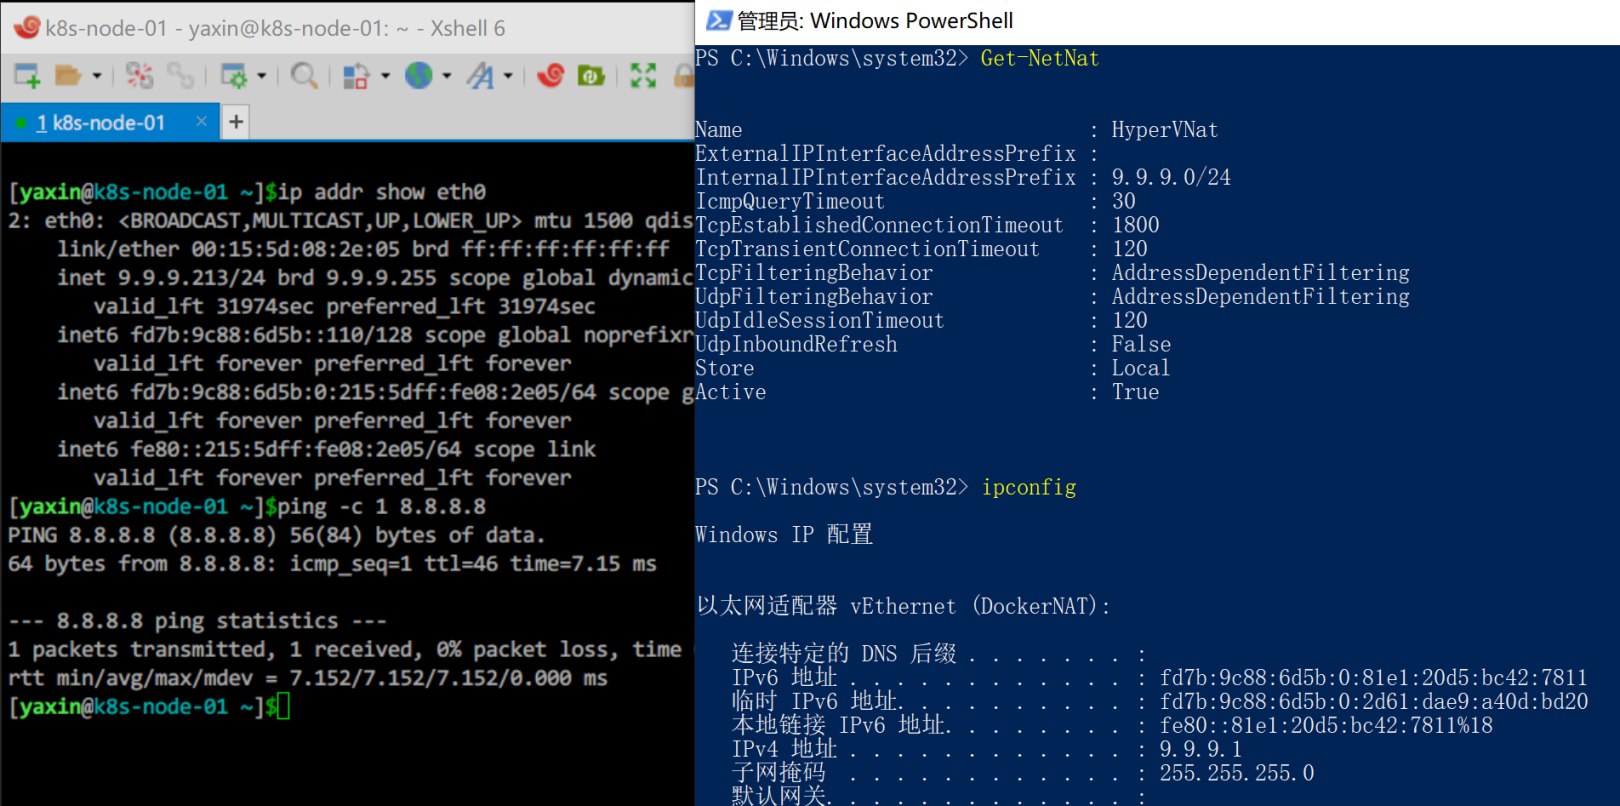 k8s-node-01 - yaxin@k8s-node-01: ~ - Xshell 6
1 k8s-node-01 × +
[yaxin@k8s-node-01 ~]$ip addr show eth0
2: eth0: <BROADCAST,MULTICAST,UP,LOWER_UP> mtu 1500 qdis
link/ether 00:15:5d:08:2e:05 brd ff:ff:ff:ff:ff:ff
inet 9.9.9.213/24 brd 9.9.9.255 scope global dynamic
valid_lft 31974sec preferred_lft 31974sec
inet6 fd7b:9c88:6d5b::110/128 scope global noprefixr
valid_lft forever preferred_lft forever
inet6 fd7b:9c88:6d5b:0:215:5dff:fe08:2e05/64 scope g
valid_lft forever preferred_lft forever
inet6 fe80::215:5dff:fe08:2e05/64 scope link
valid_lft forever preferred_lft forever
[yaxin@k8s-node-01 ~]$ping -c 1 8.8.8.8
PING 8.8.8.8 (8.8.8.8) 56(84) bytes of data.
64 bytes from 8.8.8.8: icmp_seq=1 ttl=46 time=7.15 ms
--- 8.8.8.8 ping statistics ---
1 packets transmitted, 1 received, 0% packet loss, time
rtt min/avg/max/mdev = 7.152/7.152/7.152/0.000 ms
[yaxin@k8s-node-01 ~]$
管理员: Windows PowerShell
PS C:\Windows\system32> Get-NetNat
Name : HyperVNat
ExternalIPInterfaceAddressPrefix :
InternalIPInterfaceAddressPrefix : 9.9.9.0/24
IcmpQueryTimeout : 30
TcpEstablishedConnectionTimeout : 1800
TcpTransientConnectionTimeout : 120
TcpFilteringBehavior : AddressDependentFiltering
UdpFilteringBehavior : AddressDependentFiltering
UdpIdleSessionTimeout : 120
UdpInboundRefresh : False
Store : Local
Active : True
PS C:\Windows\system32> ipconfig
Windows IP 配置
以太网适配器 vEthernet (DockerNAT):
连接特定的 DNS 后缀 . . . . . . . :
IPv6 地址 . . . . . . . . . . . . : fd7b:9c88:6d5b:0:81e1:20d5:bc42:7811
临时 IPv6 地址. . . . . . . . . . : fd7b:9c88:6d5b:0:2d61:dae9:a40d:bd20
本地链接 IPv6 地址. . . . . . . . : fe80::81e1:20d5:bc42:7811%18
IPv4 地址 . . . . . . . . . . . . : 9.9.9.1
子网掩码 . . . . . . . . . . . . : 255.255.255.0
默认网关. . . . . . . . . . . . . :